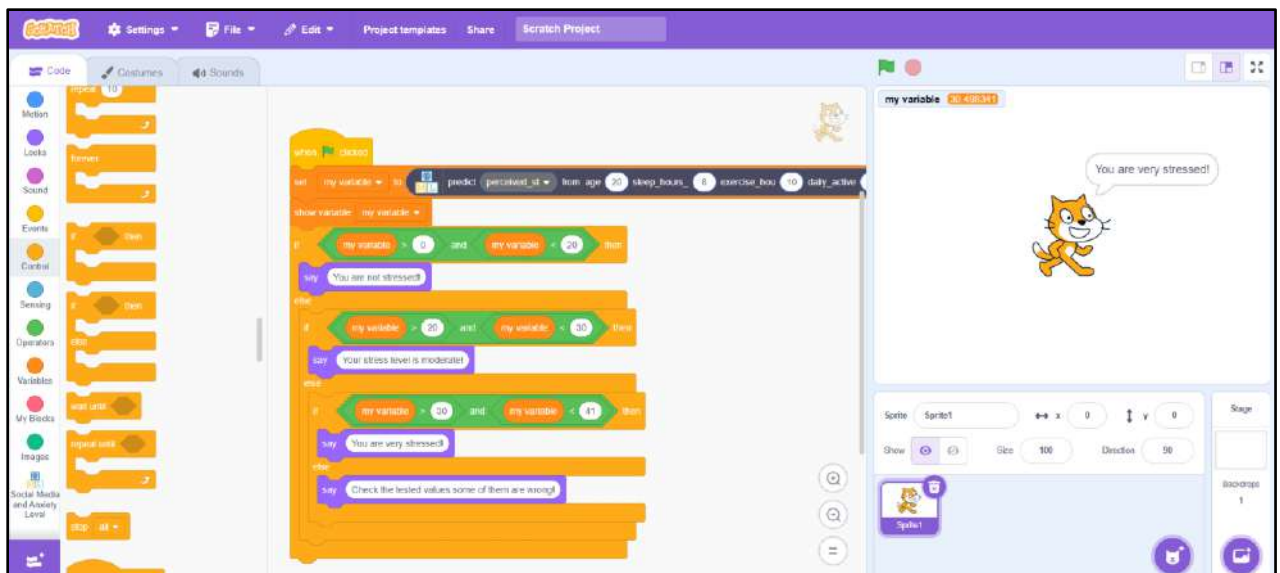 SCRATCH Settings File Edit Project templates Share Scratch Project
Code Costumes Sounds
Motion
Looks
Sound
Events
Control
Sensing
Operators
Variables
My Blocks
Images
Social Media
and Anxiety
Level
repeat 10
forever
if then
if then
else
wait until
repeat until
stop all
when clicked
set my variable to predict perceived_st from age 20 sleep_hours_ 6 exercise_hou 10 daily_active
show variable my variable
if my variable > 0 and my variable < 20 then
say You are not stressed!
else
if my variable > 20 and my variable < 30 then
say Your stress level is moderate!
else
if my variable > 30 and my variable < 41 then
say You are very stressed!
else
say Check the tested values some of them are wrong!
my variable 30.498341
You are very stressed!
Sprite Sprite1 x 0 y 0
Show Size 100 Direction 90
Sprite1
Stage
Backdrops
1